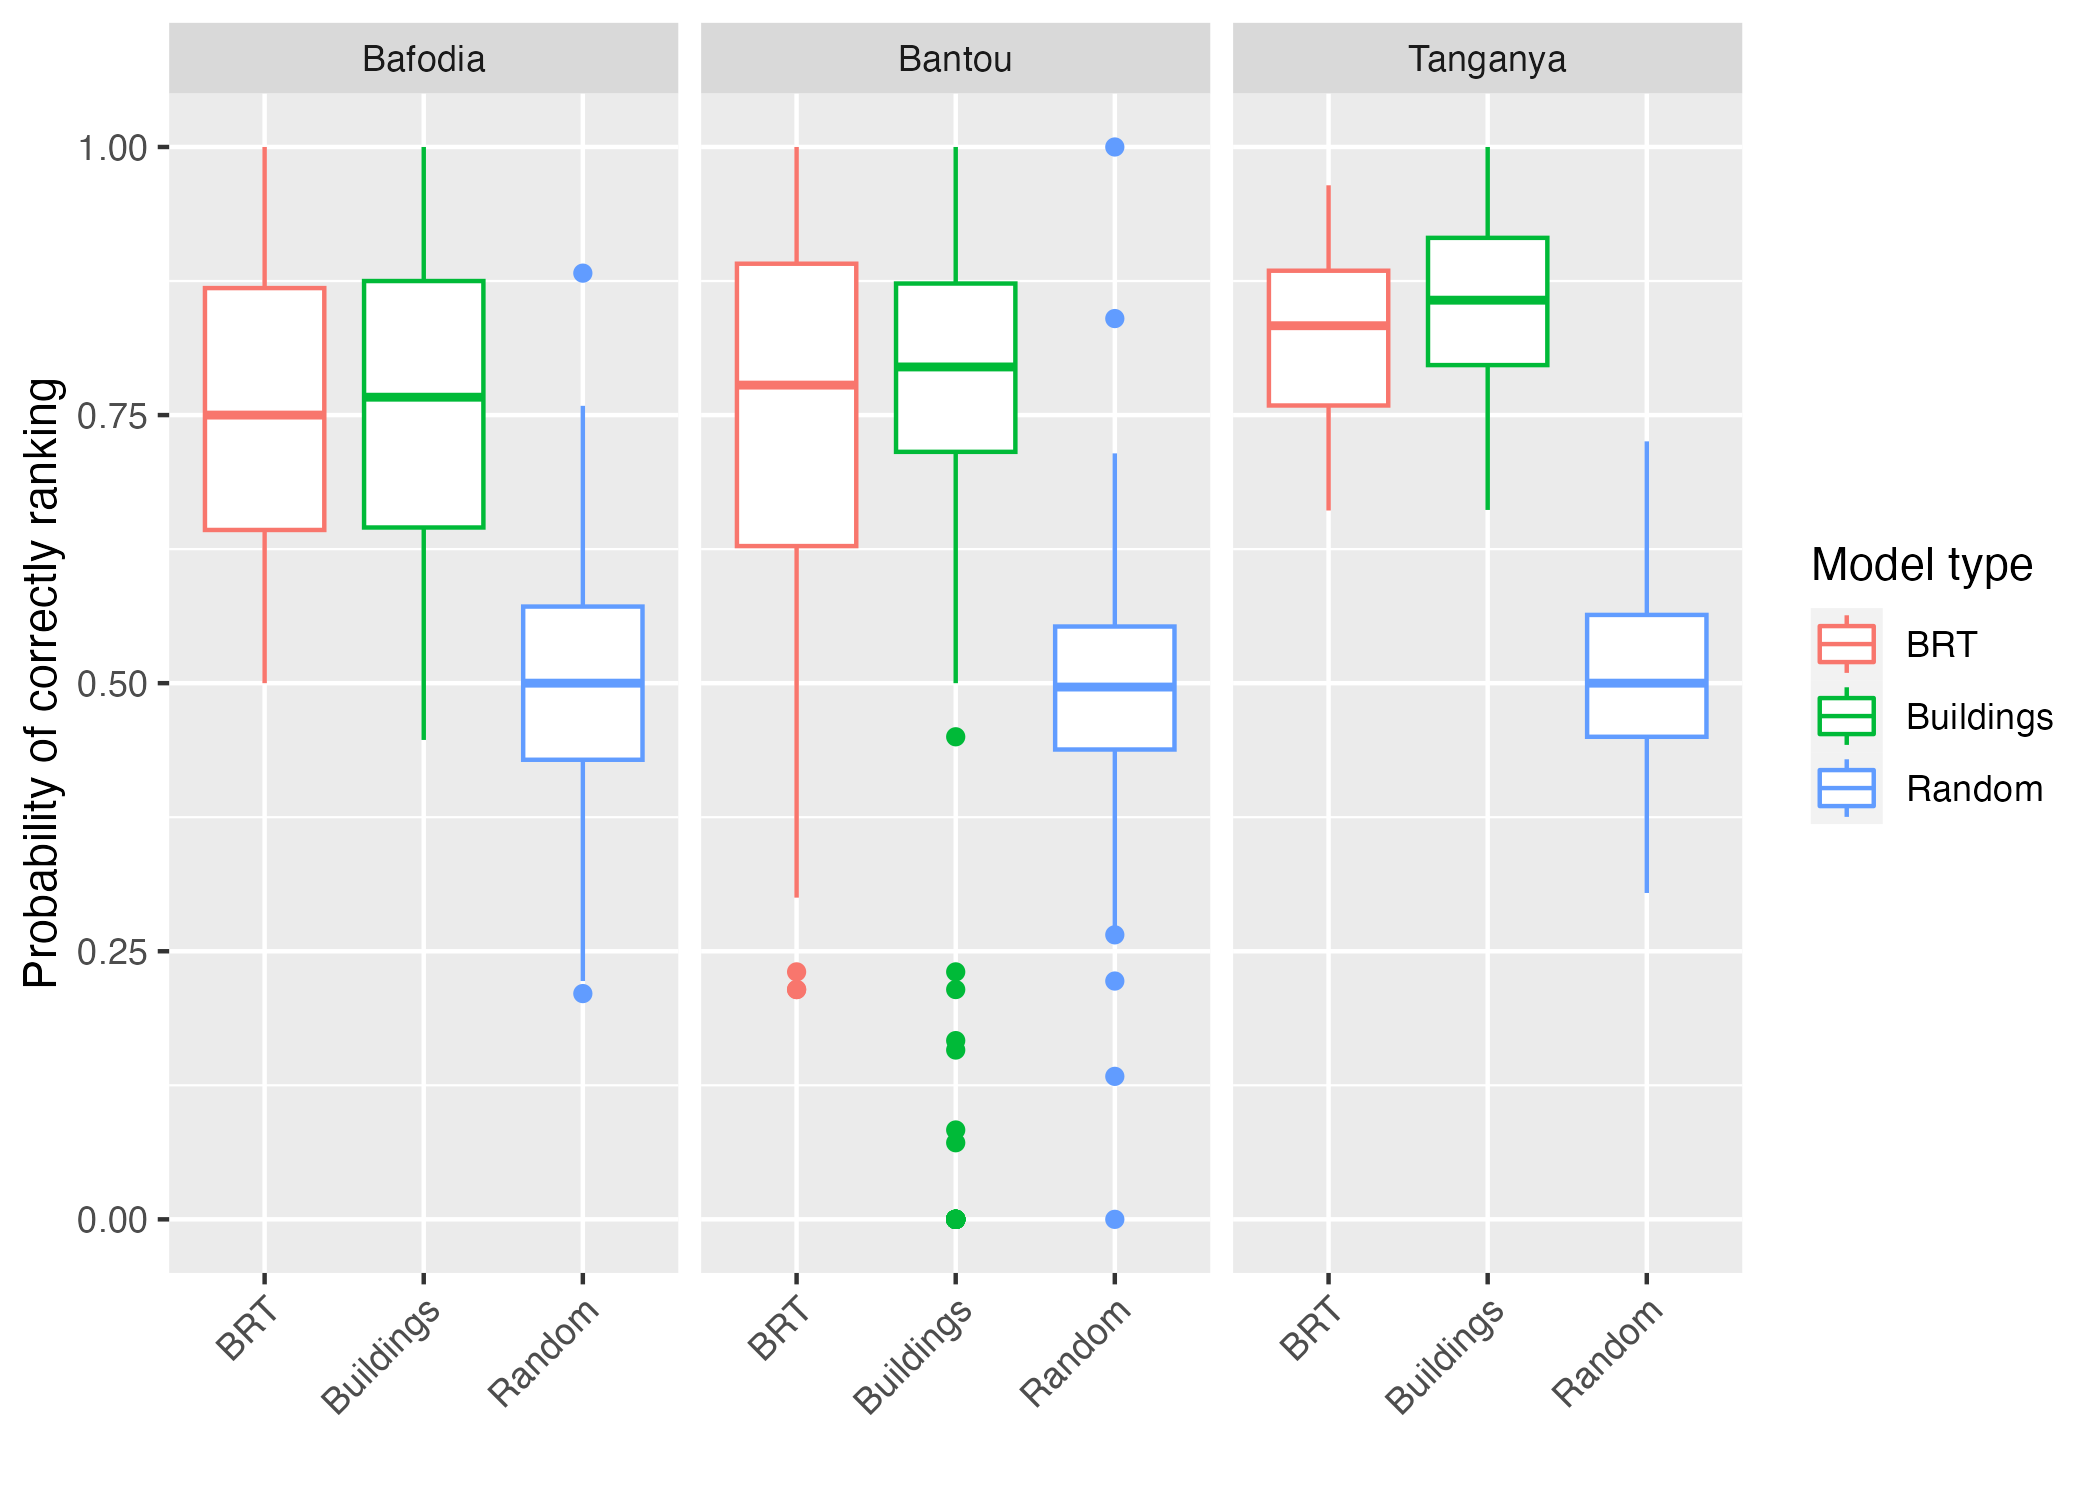 Bafodia
Bantou
Tanganya
Probability of correctly ranking
1.00
0.75
0.50
0.25
0.00
BRT
Buildings
Random
BRT
Buildings
Random
BRT
Buildings
Random
Model type
BRT
Buildings
Random